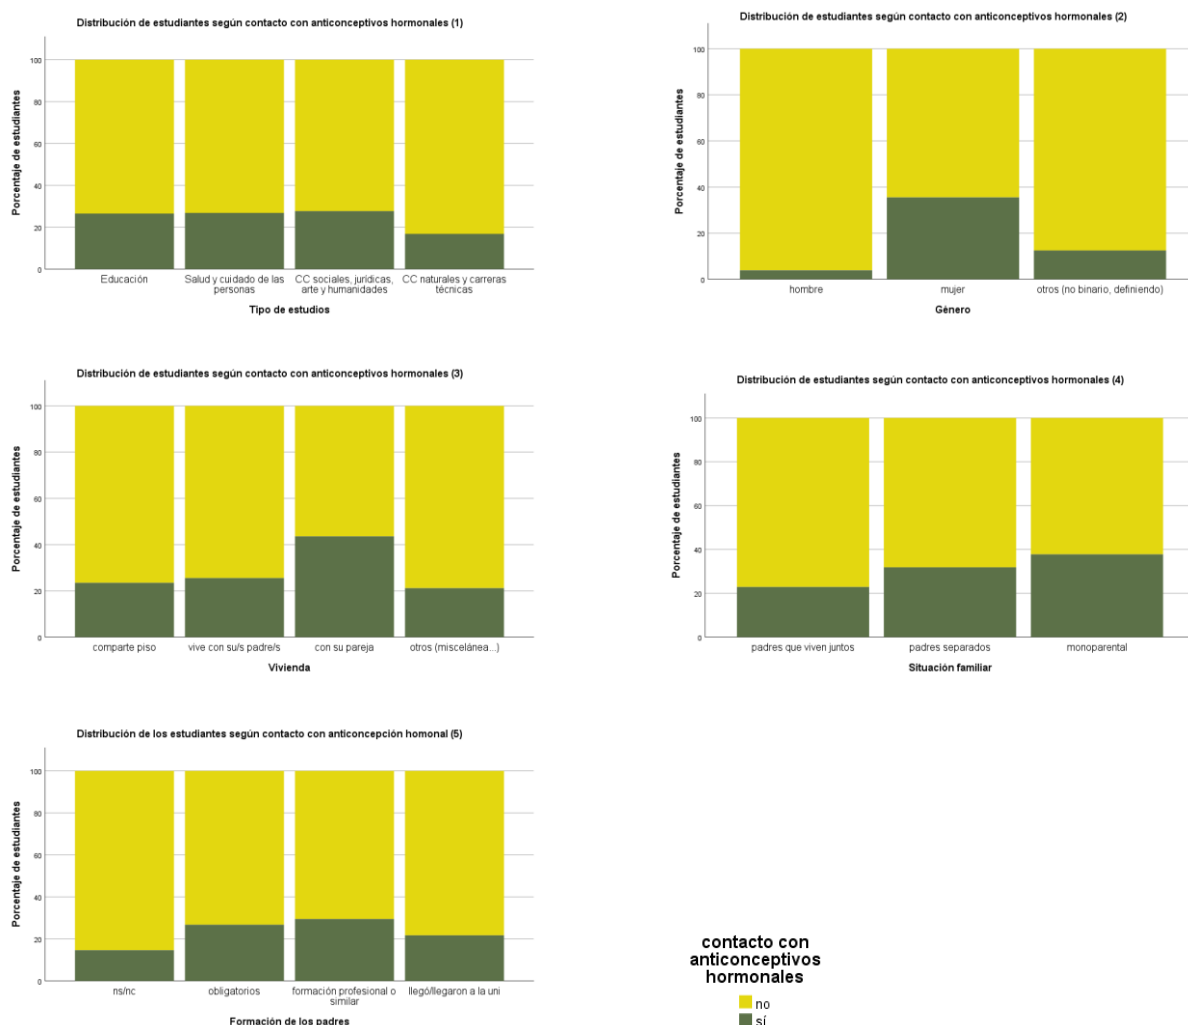 Distribución de estudiantes según contacto con anticonceptivos hormonales (1)
Porcentaje de estudiantes
100
80
60
40
20
0
Educación
Salud y cuidado de las
personas
CC sociales, jurídicas,
arte y humanidades
CC naturales y carreras
técnicas
Tipo de estudios
Distribución de estudiantes según contacto con anticonceptivos hormonales (2)
Porcentaje de estudiantes
100
80
60
40
20
0
hombre
mujer
otros (no binario, definiendo)
Género
Distribución de estudiantes según contacto con anticonceptivos hormonales (3)
Porcentaje de estudiantes
100
80
60
40
20
0
comparte piso
vive con su/s padre/s
con su pareja
otros (miscelánea...)
Vivienda
Distribución de estudiantes según contacto con anticonceptivos hormonales (4)
Porcentaje de estudiantes
100
80
60
40
20
0
padres que viven juntos
padres separados
monoparental
Situación familiar
Distribución de los estudiantes según contacto con anticoncepción homonal (5)
Porcentaje de estudiantes
100
80
60
40
20
0
ns/nc
obligatorios
formación profesional o
similar
llegó/llegaron a la uni
Formación de los padres
contacto con
anticonceptivos
hormonales
no
sí